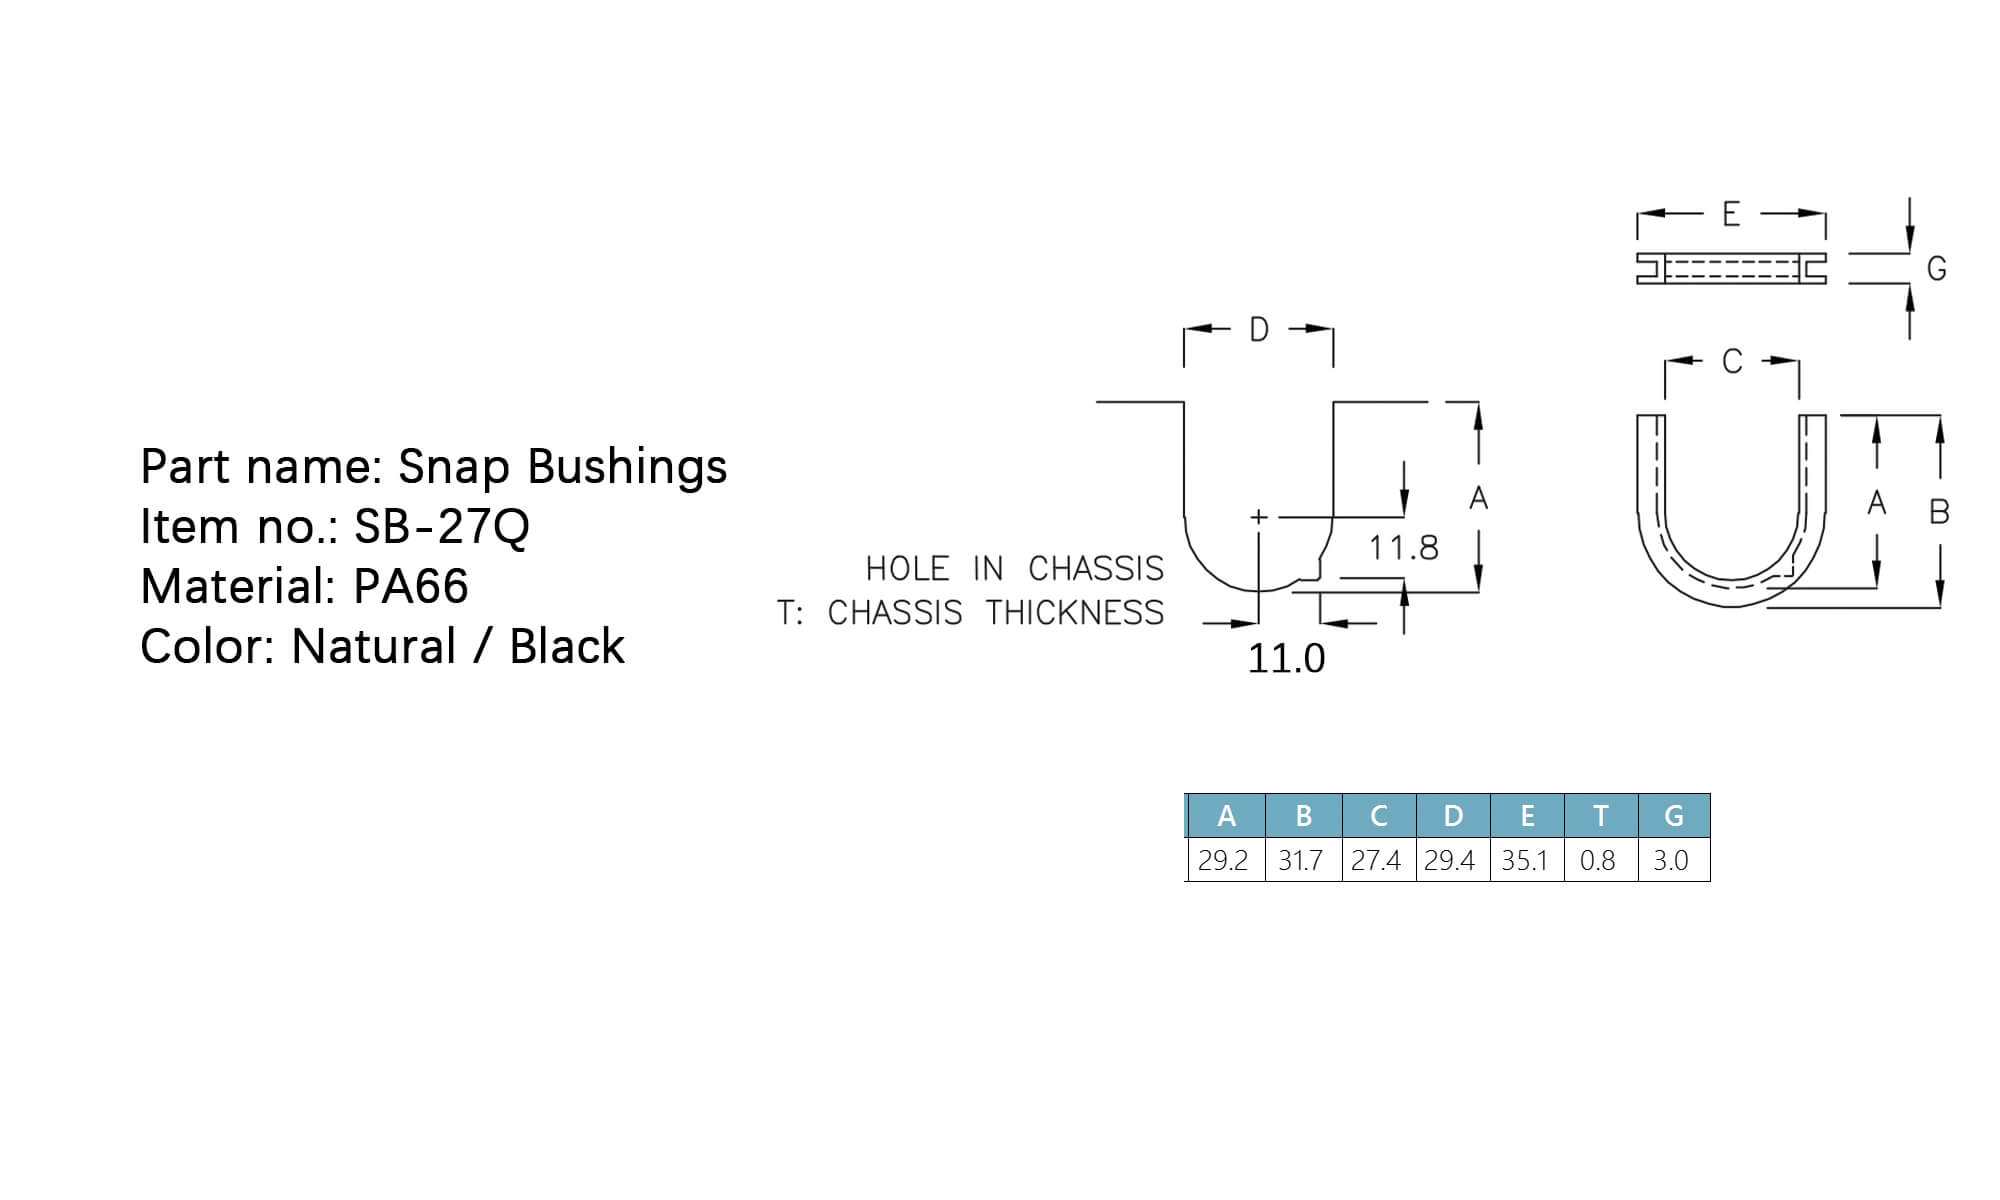 Part name: Snap Bushings
Item no.: SB-27Q
Material: PA66
Color: Natural / Black
HOLE IN CHASSIS
T: CHASSIS THICKNESS
D
A
11.8
11.0
E
G
C
A
B
A B C D E T G
29.2 31.7 27.4 29.4 35.1 0.8 3.0